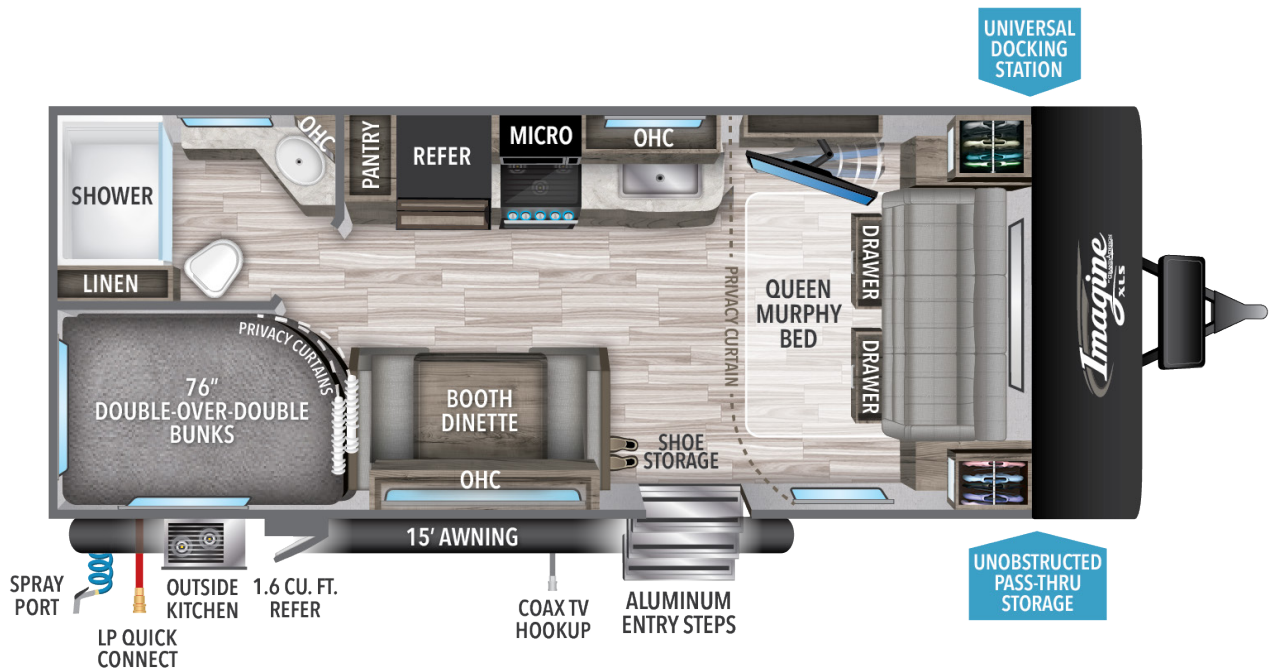 UNIVERSAL
DOCKING
STATION
OHC
PANTRY
REFER
MICRO
OHC
SHOWER
LINEN
DRAWER
DRAWER
QUEEN
MURPHY
BED
PRIVACY CURTAIN
Imagine
XLS
PRIVACY CURTAINS
76"
DOUBLE-OVER-DOUBLE
BUNKS
BOOTH
DINETTE
SHOE
STORAGE
OHC
15' AWNING
SPRAY
PORT
LP QUICK
CONNECT
OUTSIDE
KITCHEN
1.6 CU. FT.
REFER
COAX TV
HOOKUP
ALUMINUM
ENTRY STEPS
UNOBSTRUCTED
PASS-THRU
STORAGE